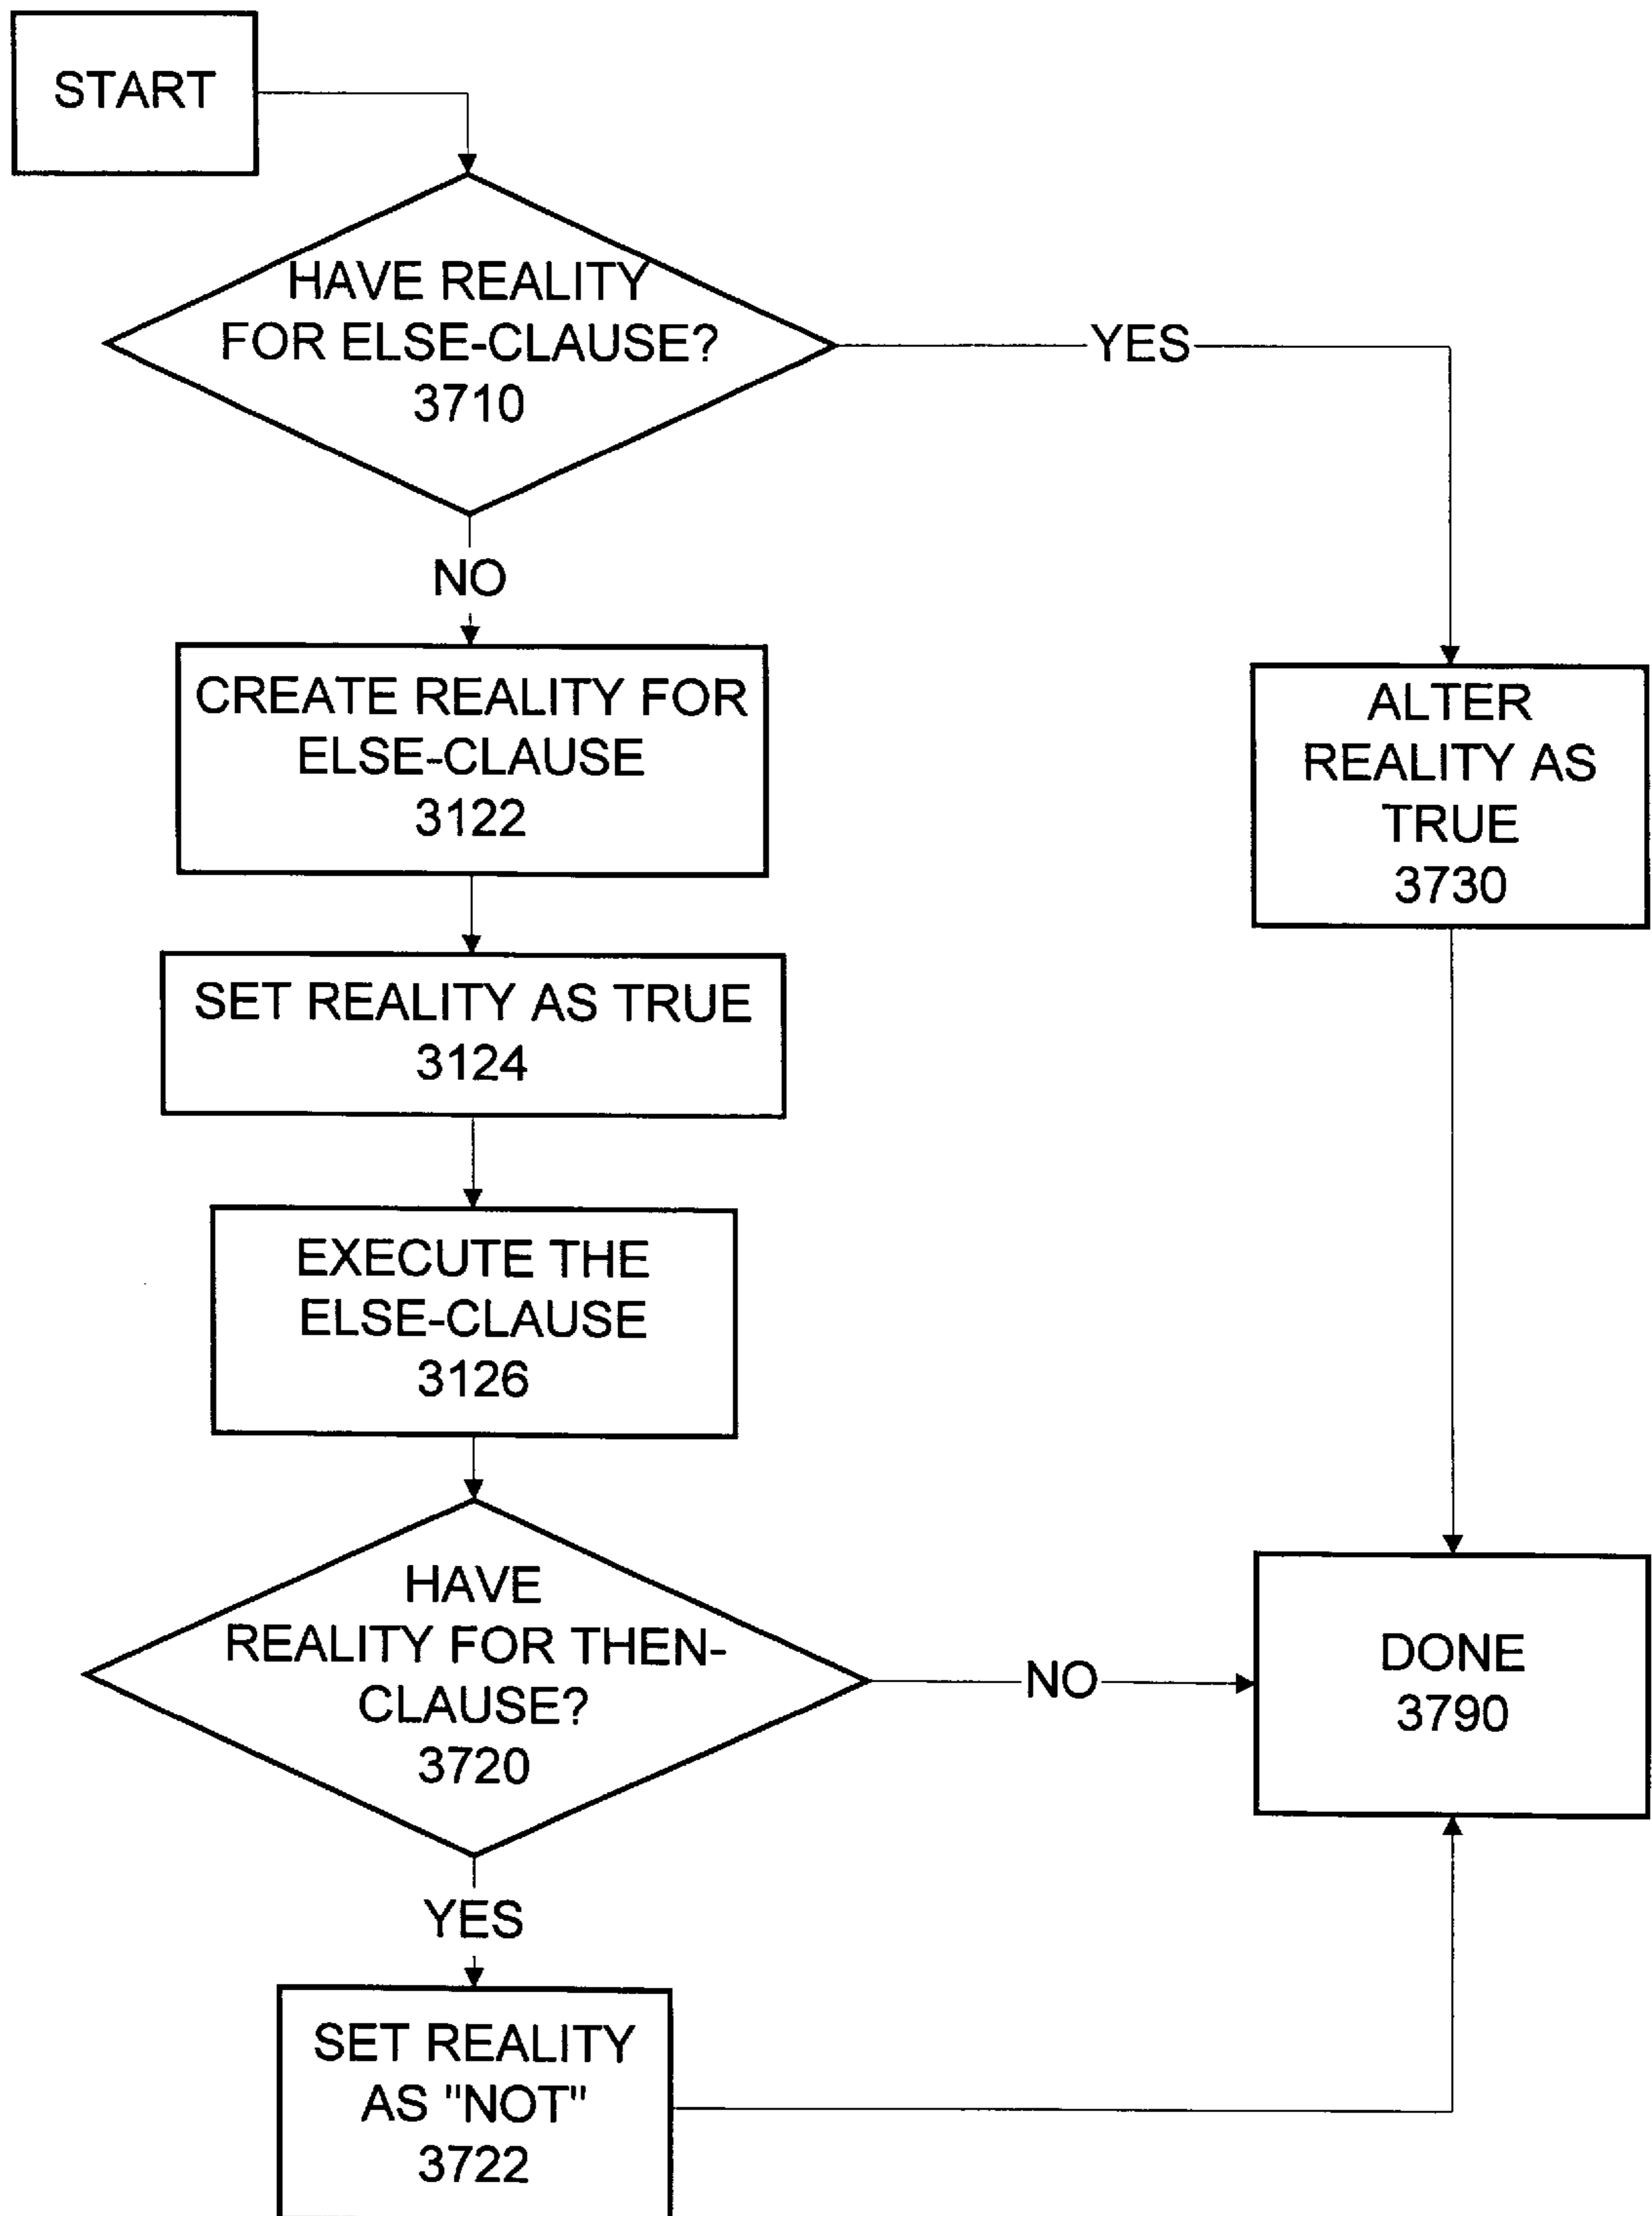 START
HAVE REALITY
FOR ELSE-CLAUSE?
3710
YES
NO
CREATE REALITY FOR
ELSE-CLAUSE
3122
ALTER
REALITY AS
TRUE
3730
SET REALITY AS TRUE
3124
EXECUTE THE
ELSE-CLAUSE
3126
HAVE
REALITY FOR THEN-
CLAUSE?
3720
NO
DONE
3790
YES
SET REALITY
AS "NOT"
3722